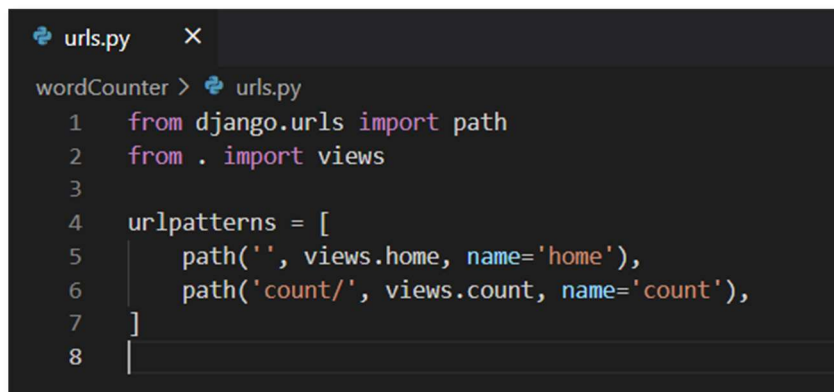 urls.py ×
wordCounter > urls.py
1 from django.urls import path
2 from . import views
3
4 urlpatterns = [
5     path('', views.home, name='home'),
6     path('count/', views.count, name='count'),
7 ]
8